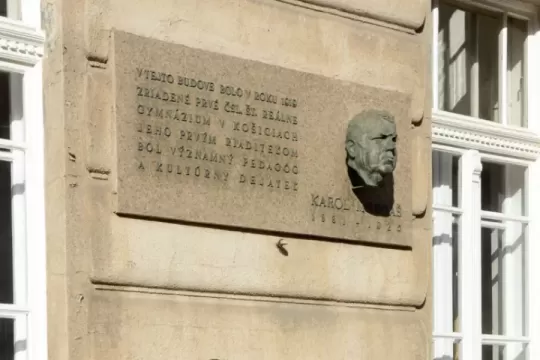 V TEJTO BUDOVE BOLO V ROKU 1919
ZRIADENÉ PRVÉ ČSL. ŠT. REÁLNE
GYMNÁZIUM V KOŠICIACH
JEHO PRVÝM RIADITEĽOM
BOL VÝZNAMNÝ PEDAGÓG
A KULTÚRNY DEJATEĽ
KAROL